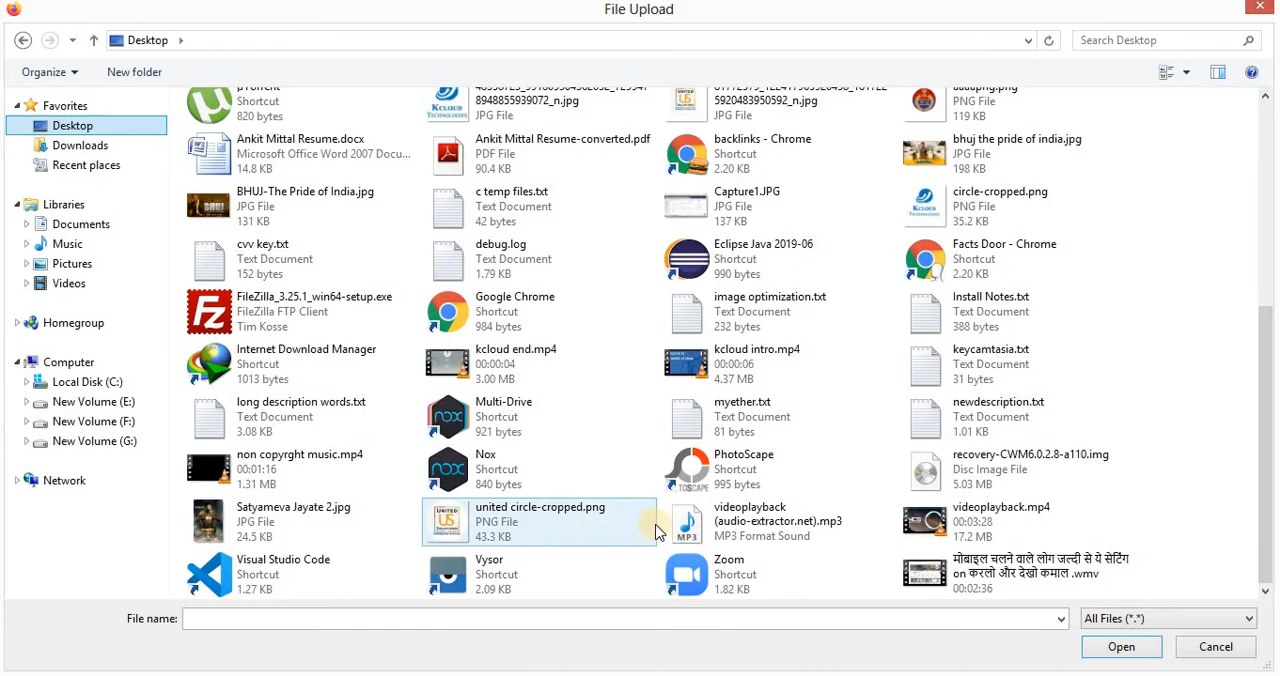 File Upload
Desktop
Search Desktop
Organize
New folder
Favorites
Desktop
Downloads
Recent places
Libraries
Documents
Music
Pictures
Videos
Homegroup
Computer
Local Disk (C:)
New Volume (E:)
New Volume (F:)
New Volume (G:)
Network
Shortcut
820 bytes
948855939072_n.jpg
JPG File
5920483950592_n.jpg
JPG File
PNG File
119 KB
Ankit Mittal Resume.docx
Microsoft Office Word 2007 Docu...
14.8 KB
Ankit Mittal Resume-converted.pdf
PDF File
90.4 KB
backlinks - Chrome
Shortcut
2.20 KB
bhuj the pride of india.jpg
JPG File
198 KB
BHUJ-The Pride of India.jpg
JPG File
131 KB
c temp files.txt
Text Document
42 bytes
Capture1.JPG
JPG File
137 KB
circle-cropped.png
PNG File
35.2 KB
cvv key.txt
Text Document
152 bytes
debug.log
Text Document
1.79 KB
Eclipse Java 2019-06
Shortcut
990 bytes
Facts Door - Chrome
Shortcut
2.20 KB
FileZilla_3.25.1_win64-setup.exe
FileZilla FTP Client
Tim Kosse
Google Chrome
Shortcut
984 bytes
image optimization.txt
Text Document
232 bytes
Install Notes.txt
Text Document
388 bytes
Internet Download Manager
Shortcut
1013 bytes
kcloud end.mp4
00:00:04
3.00 MB
kcloud intro.mp4
00:00:06
4.37 MB
keycamtasia.txt
Text Document
31 bytes
long description words.txt
Text Document
3.08 KB
Multi-Drive
Shortcut
921 bytes
myether.txt
Text Document
81 bytes
newdescription.txt
Text Document
1.01 KB
non copyrght music.mp4
00:01:16
1.31 MB
Nox
Shortcut
840 bytes
PhotoScape
Shortcut
995 bytes
recovery-CWM6.0.2.8-a110.img
Disc Image File
5.03 MB
Satyameva Jayate 2.jpg
JPG File
24.5 KB
united circle-cropped.png
PNG File
43.3 KB
videoplayback
(audio-extractor.net).mp3
MP3 Format Sound
videoplayback.mp4
00:03:28
17.2 MB
Visual Studio Code
Shortcut
1.27 KB
Vysor
Shortcut
2.09 KB
Zoom
Shortcut
1.82 KB
मोबाइल चलने वाले लोग जल्दी से ये सेटिंग
on करलो और देखो कमाल .wmv
00:02:36
File name:
All Files (*.*)
Open
Cancel